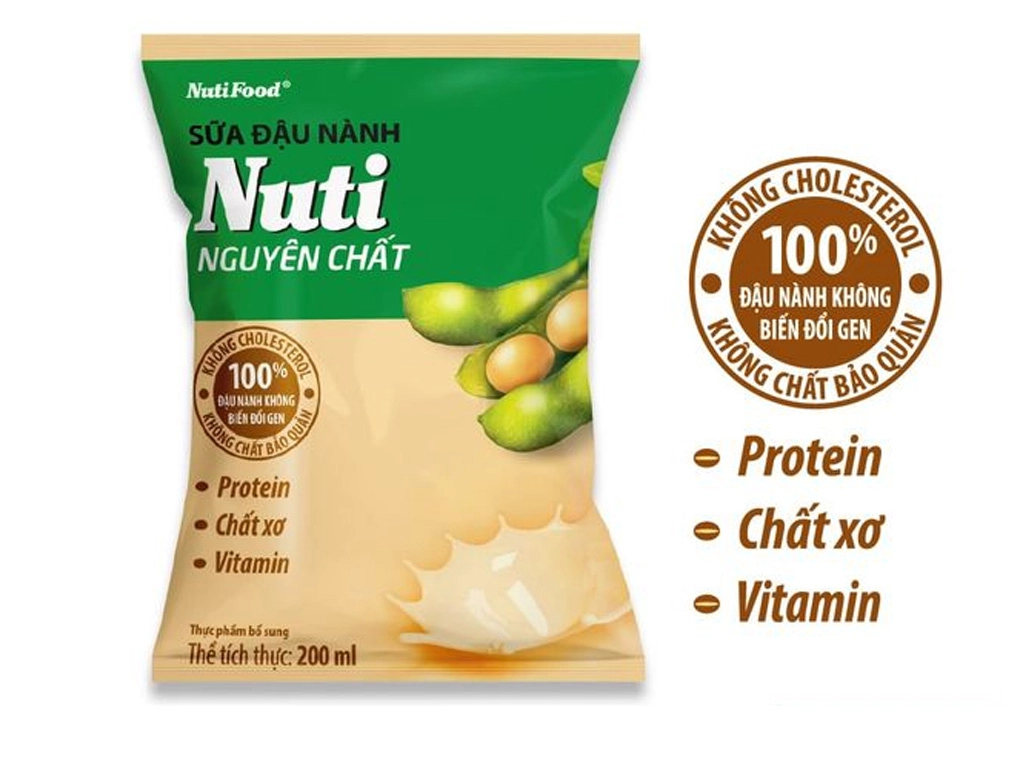 NutiFood®
SỮA ĐẬU NÀNH
Nuti
NGUYÊN CHẤT
KHÔNG CHOLESTEROL
100%
ĐẬU NÀNH KHÔNG
BIẾN ĐỔI GEN
KHÔNG CHẤT BẢO QUẢN
• Protein
• Chất xơ
• Vitamin
Thực phẩm bổ sung
Thể tích thực: 200 ml
KHÔNG CHOLESTEROL
100%
ĐẬU NÀNH KHÔNG
BIẾN ĐỔI GEN
KHÔNG CHẤT BẢO QUẢN
Protein
Chất xơ
Vitamin